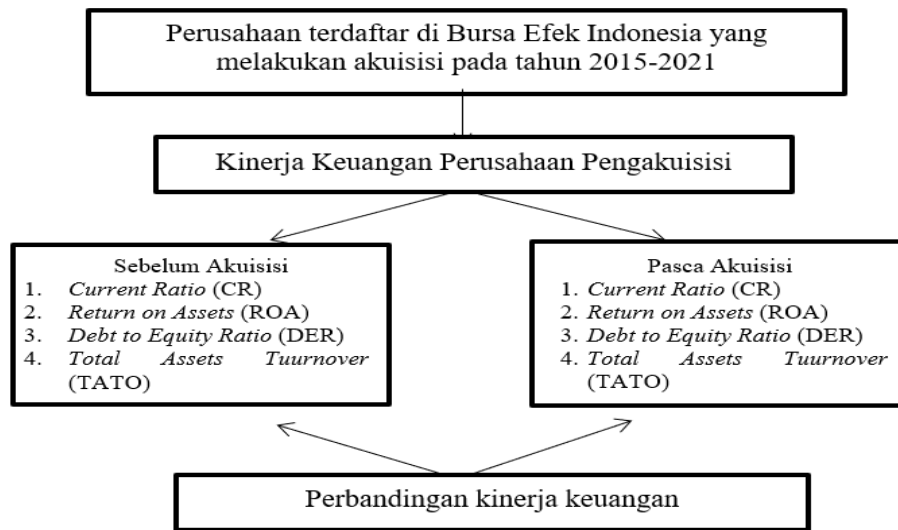 Perusahaan terdaftar di Bursa Efek Indonesia yang
melakukan akuisisi pada tahun 2015-2021
Kinerja Keuangan Perusahaan Pengakuisisi
Sebelum Akuisisi
1. Current Ratio (CR)
2. Return on Assets (ROA)
3. Debt to Equity Ratio (DER)
4. Total Assets Tuurnover
(TATO)
Pasca Akuisisi
1. Current Ratio (CR)
2. Return on Assets (ROA)
3. Debt to Equity Ratio (DER)
4. Total Assets Tuurnover
(TATO)
Perbandingan kinerja keuangan